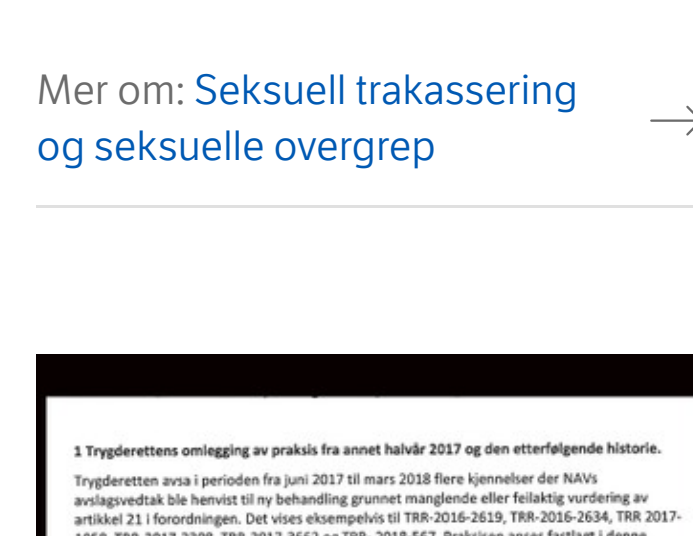 Mer om: Seksuell trakassering
og seksuelle overgrep
1 Trygderettens omlegging av praksis fra annet halvår 2017 og den etterfølgende historie.
Trygderetten avsa i perioden fra juni 2017 til mars 2018 flere kjennelser der NAVs
avslagsvedtak ble henvist til ny behandling grunnet manglende eller feilaktig vurdering av
artikkel 21 i forordningen. Det vises eksempelvis til TRR-2016-2619, TRR-2016-2634, TRR 2017-